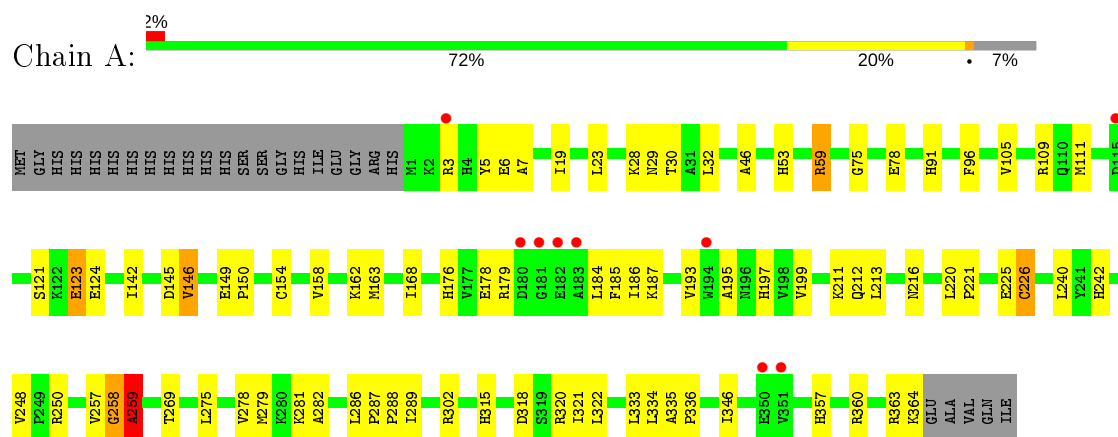 2%
Chain A:
72% 20% • 7%
MET GLY HIS HIS HIS HIS HIS HIS HIS HIS HIS HIS SER SER GLY HIS ILE GLU GLY ARG HIS M1 K2 R3 H4 Y5 E6 A7 I19 L23 K28 N29 T30 A31 L32 A46 H53 R59 G75 E78 H91 F96 V105 R109 Q110 M111 D115
S121 K122 E123 E124 I142 D145 V146 E149 P150 C154 V158 K162 M163 I168 H176 V177 E178 R179 D180 G181 E182 A183 L184 F185 I186 K187 V193 W194 A195 N196 H197 V198 V199 K211 Q212 L213 N216 L220 P221 E225 C226 L240 Y241 H242
V248 P249 R250 V257 G258 A259 T269 L275 V278 M279 K280 K281 A282 L286 P287 P288 I289 R302 H315 D318 S319 R320 I321 L322 L333 L334 A335 P336 I346 E350 V351 H357 R360 R363 K364 GLU ALA VAL GLN ILE